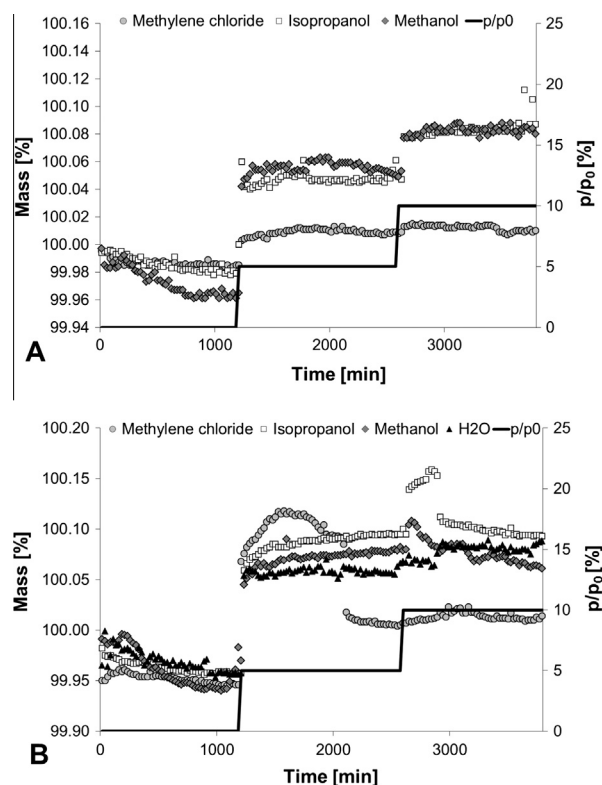 Methylene chloride Isopropanol Methanol p/p0
100.16 25
100.14
100.12 20
100.10
100.08 15
100.06
100.04 10
100.02
100.00
99.98 5
99.96
99.94 0
0 1000 2000 3000
Mass [%]
p/p0 [%]
Time [min]
A
Methylene chloride Isopropanol Methanol H2O p/p0
100.20 25
100.15 20
100.10 15
100.05
100.00 10
99.95 5
99.90 0
0 1000 2000 3000
Mass [%]
p/p0 [%]
Time [min]
B